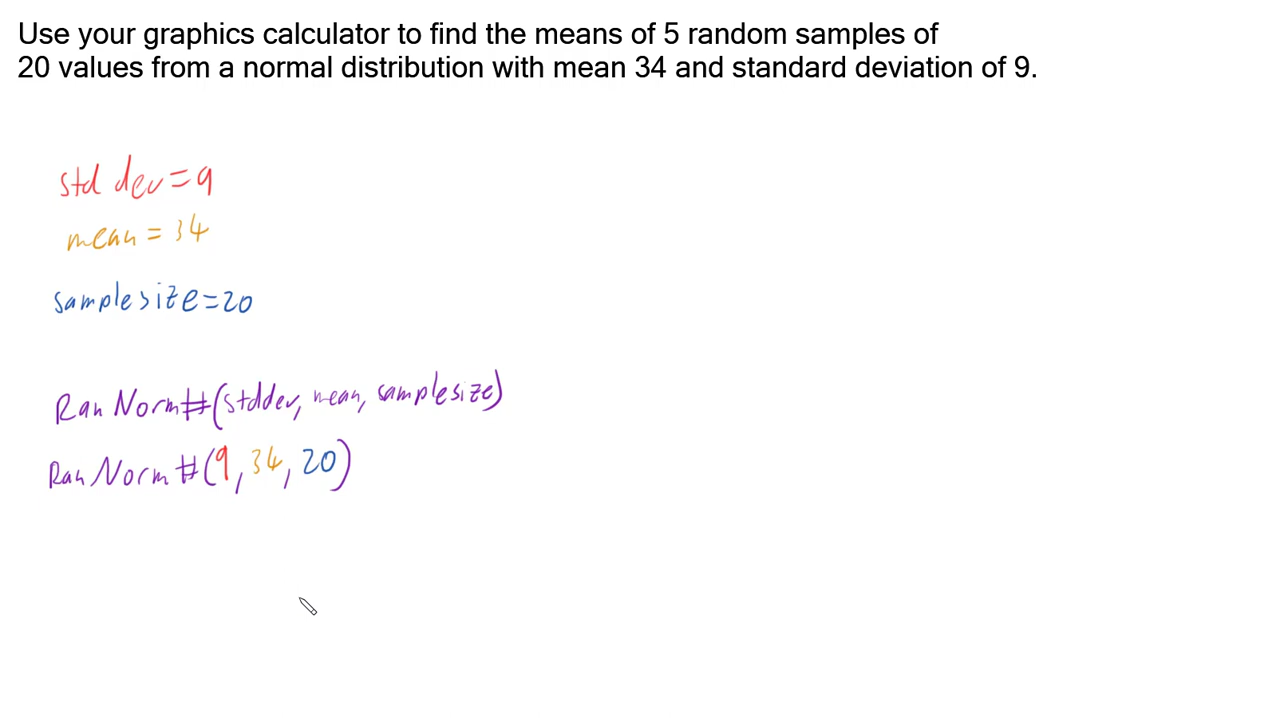 Use your graphics calculator to find the means of 5 random samples of
20 values from a normal distribution with mean 34 and standard deviation of 9.
std dev=9
mean=34
samplesize=20
RanNorm#(stddev, mean, samplesize)
RanNorm#(9,34,20)